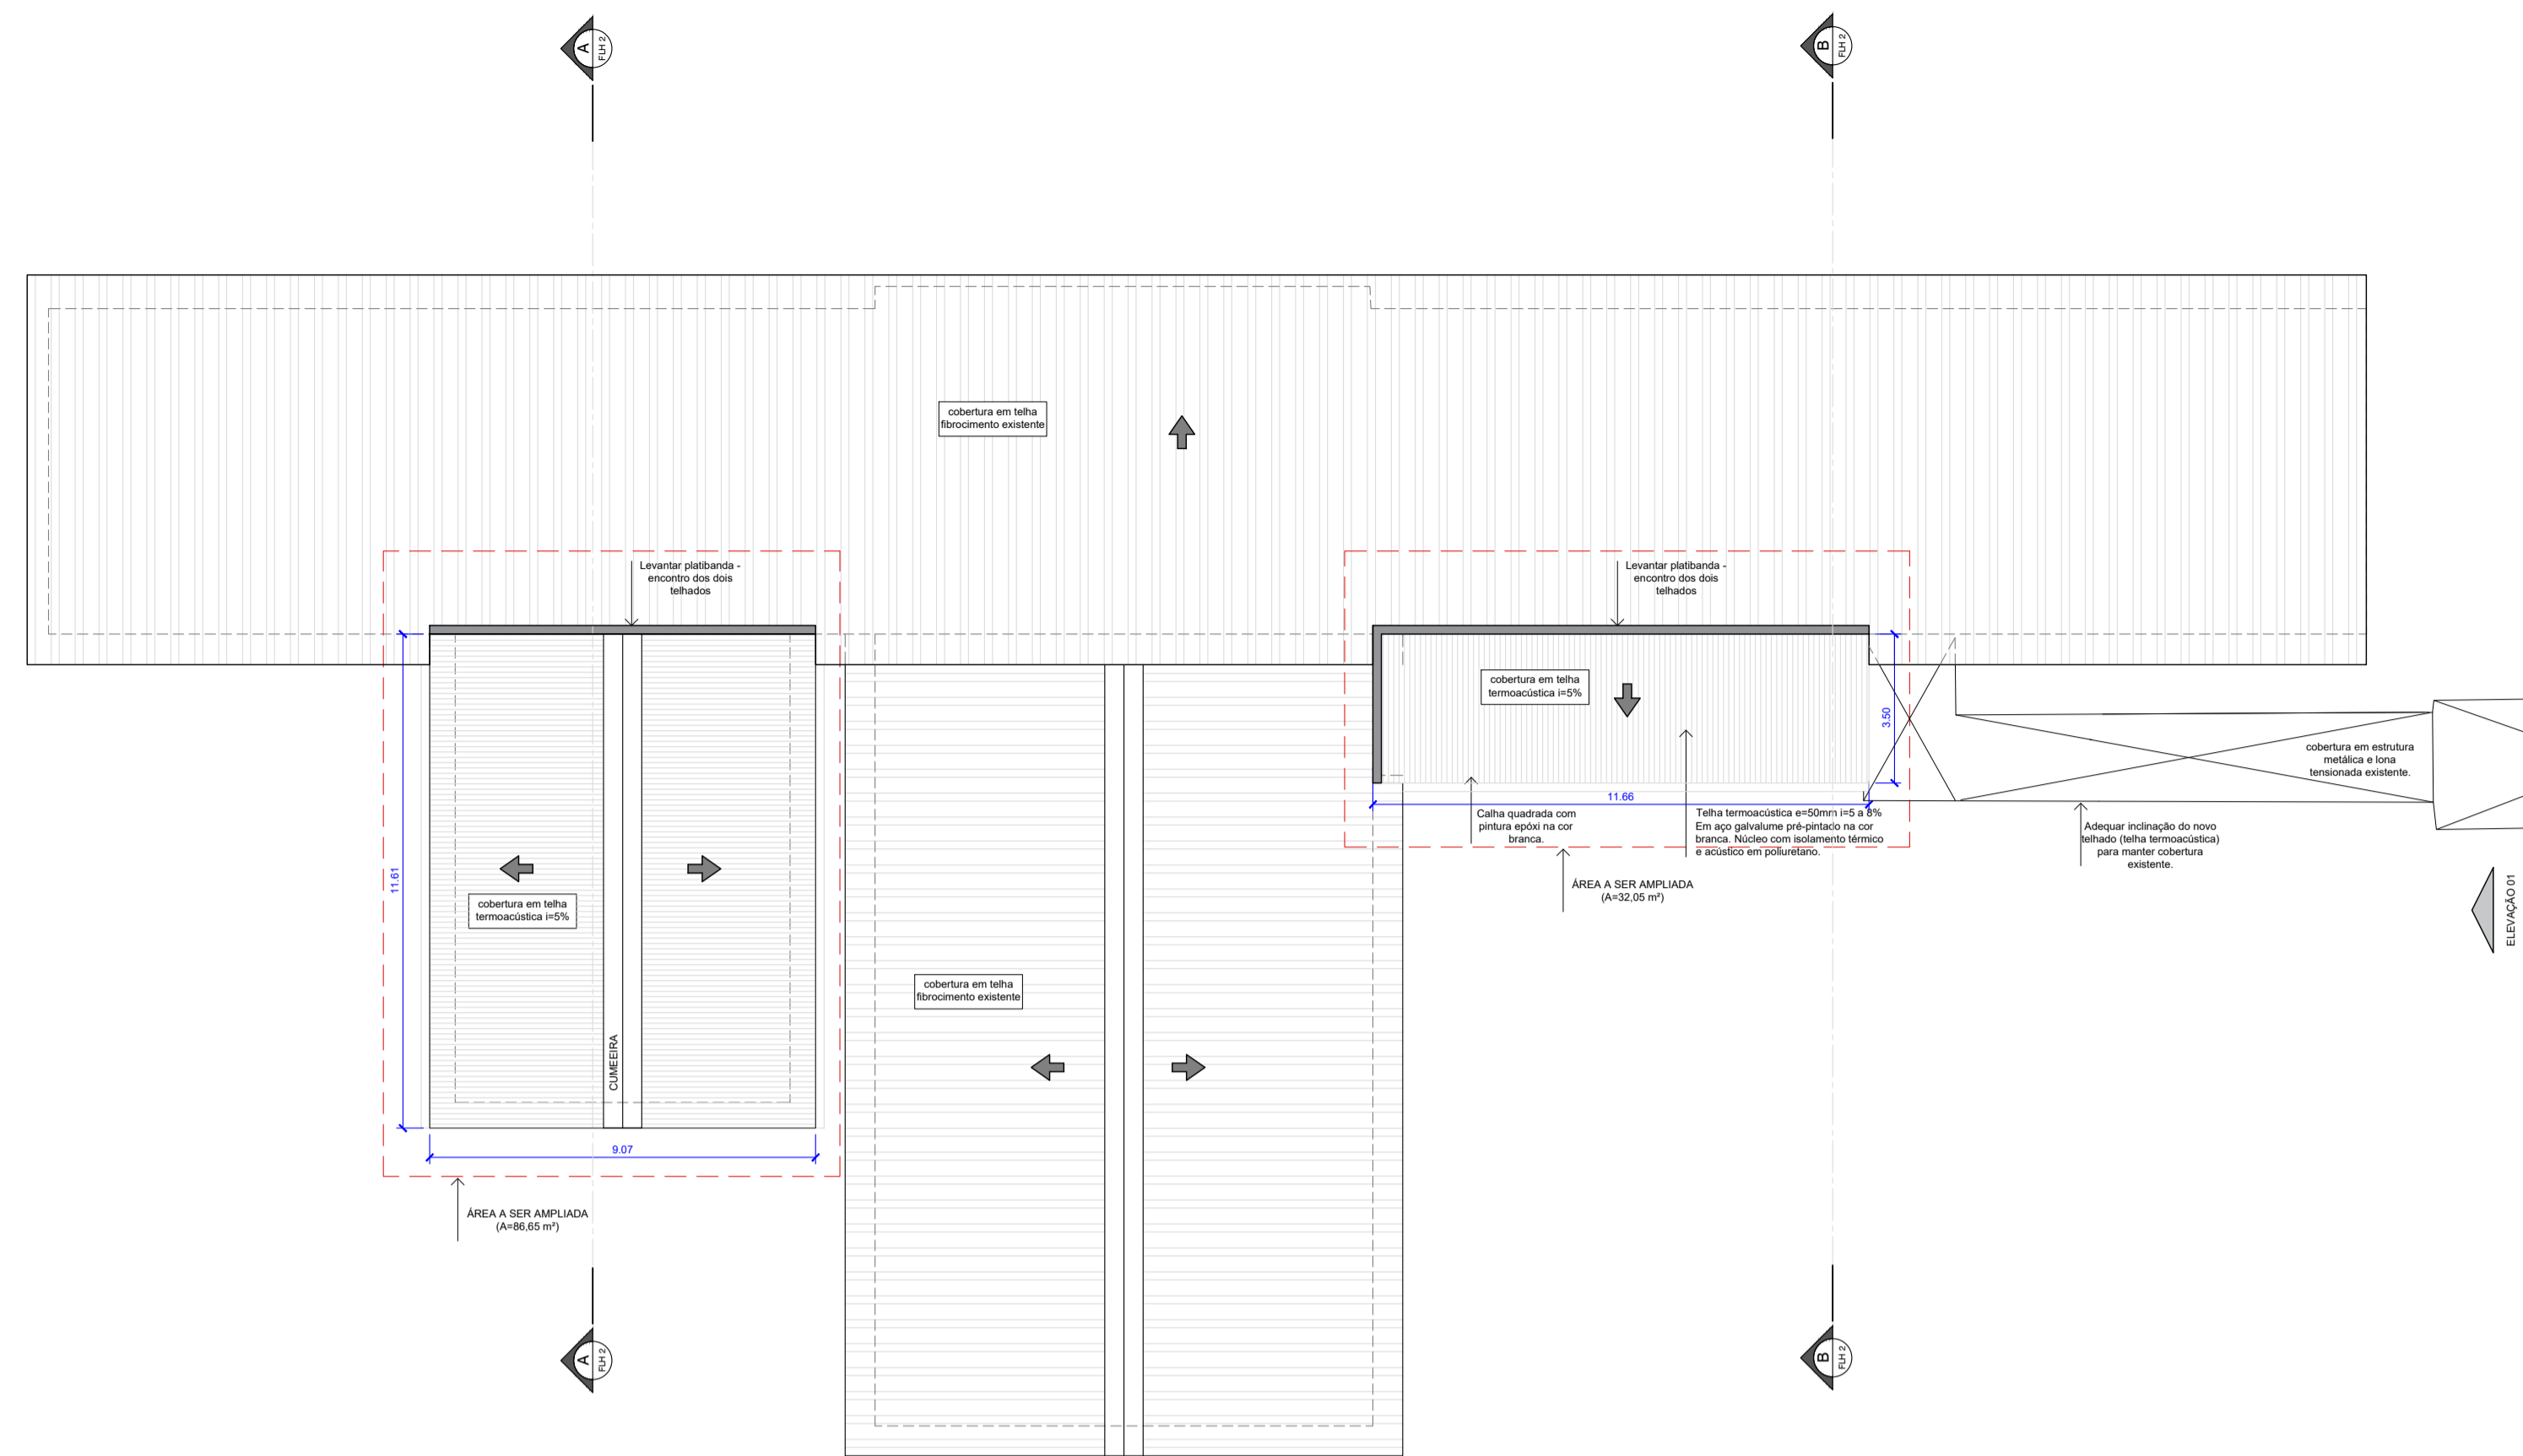 A
FLH 2
B
FLH 2
cobertura em telha
fibrocimento existente
Levantar platibanda -
encontro dos dois
telhados
Levantar platibanda -
encontro dos dois
telhados
cobertura em telha
termoacústica i=5%
3.50
cobertura em estrutura
metálica e lona
tensionada existente.
11.66
Calha quadrada com
pintura epóxi na cor
branca.
Telha termoacústica e=50mm i=5 a 8%
Em aço galvalume pré-pintado na cor
branca. Núcleo com isolamento térmico
e acústico em poliuretano.
Adequar inclinação do novo
telhado (telha termoacústica)
para manter cobertura
existente.
11.61
cobertura em telha
termoacústica i=5%
ÁREA A SER AMPLIADA
(A=32,05 m²)
ELEVAÇÃO 01
cobertura em telha
fibrocimento existente
CUMEEIRA
9.07
ÁREA A SER AMPLIADA
(A=86,65 m²)
A
FLH 2
B
FLH 2